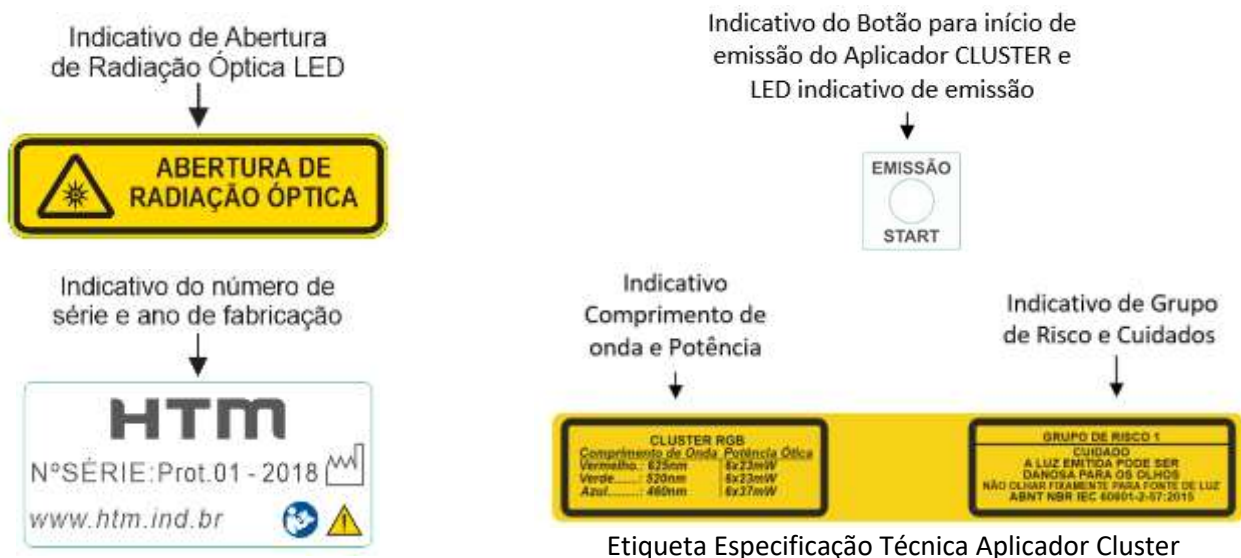 Indicativo de Abertura
de Radiação Óptica LED
ABERTURA DE
RADIAÇÃO ÓPTICA
Indicativo do número de
série e ano de fabricação
HTM
NºSÉRIE:Prot.01 - 2018
www.htm.ind.br
Indicativo do Botão para início de
emissão do Aplicador CLUSTER e
LED indicativo de emissão
EMISSÃO
START
Indicativo
Comprimento de
onda e Potência
CLUSTER RGB
Comprimento de Onda Potência Ótica
Vermelho.: 625nm 6x23mW
Verde......: 520nm 6x23mW
Azul........: 460nm 6x37mW
Indicativo de Grupo
de Risco e Cuidados
GRUPO DE RISCO 1
CUIDADO
A LUZ EMITIDA PODE SER
DANOSA PARA OS OLHOS
NÃO OLHAR FIXAMENTE PARA FONTE DE LUZ
ABNT NBR IEC 60601-2-57:2015
Etiqueta Especificação Técnica Aplicador Cluster